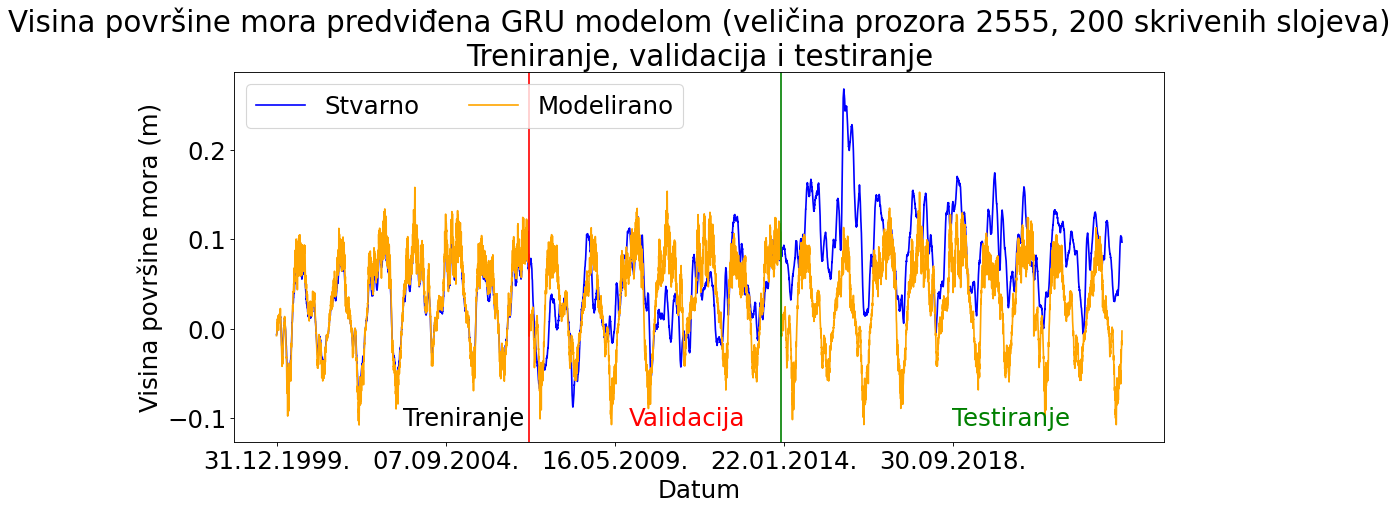 Visina površine mora predviđena GRU modelom (veličina prozora 2555, 200 skrivenih slojeva)
Treniranje, validacija i testiranje
Stvarno
Modelirano
Visina površine mora (m)
0.2
0.1
0.0
−0.1
Treniranje
Validacija
Testiranje
31.12.1999.
07.09.2004.
16.05.2009.
22.01.2014.
30.09.2018.
Datum